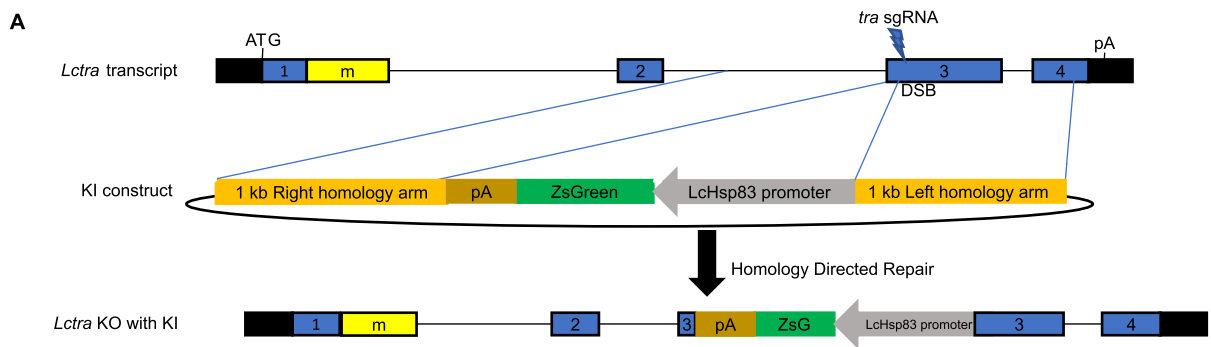 A
tra sgRNA
ATG
pA
Lctra transcript
1
m
2
3
4
DSB
KI construct
1 kb Right homology arm
pA
ZsGreen
LcHsp83 promoter
1 kb Left homology arm
Homology Directed Repair
Lctra KO with KI
1
m
2
3
pA
ZsG
LcHsp83 promoter
3
4